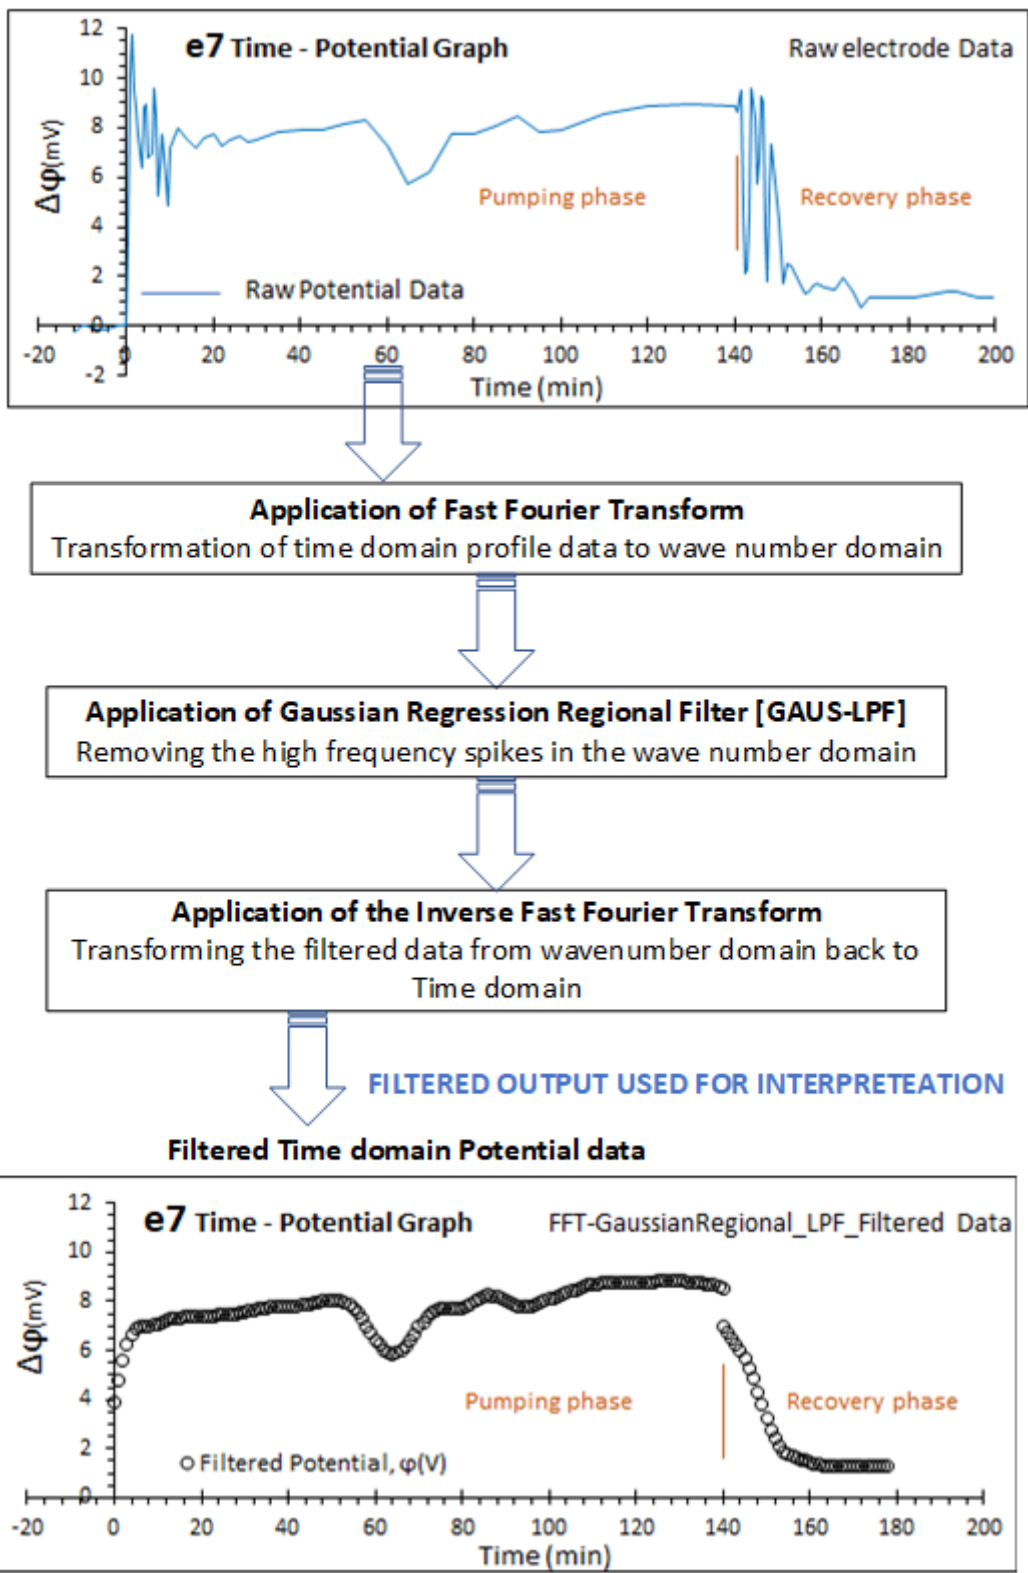 e7 Time - Potential Graph
Raw electrode Data
12
10
8
6
4
2
0
-2
Δφ(mV)
Pumping phase
Recovery phase
Raw Potential Data
-20 0 20 40 60 80 100 120 140 160 180 200
Time (min)
Application of Fast Fourier Transform
Transformation of time domain profile data to wave number domain
Application of Gaussian Regression Regional Filter [GAUS-LPF]
Removing the high frequency spikes in the wave number domain
Application of the Inverse Fast Fourier Transform
Transforming the filtered data from wavenumber domain back to
Time domain
FILTERED OUTPUT USED FOR INTERPRETEATION
Filtered Time domain Potential data
e7 Time - Potential Graph
FFT-GaussianRegional_LPF_Filtered Data
12
10
8
6
4
2
0
Δφ(mV)
Pumping phase
Recovery phase
Filtered Potential, φ(V)
-20 0 20 40 60 80 100 120 140 160 180 200
Time (min)